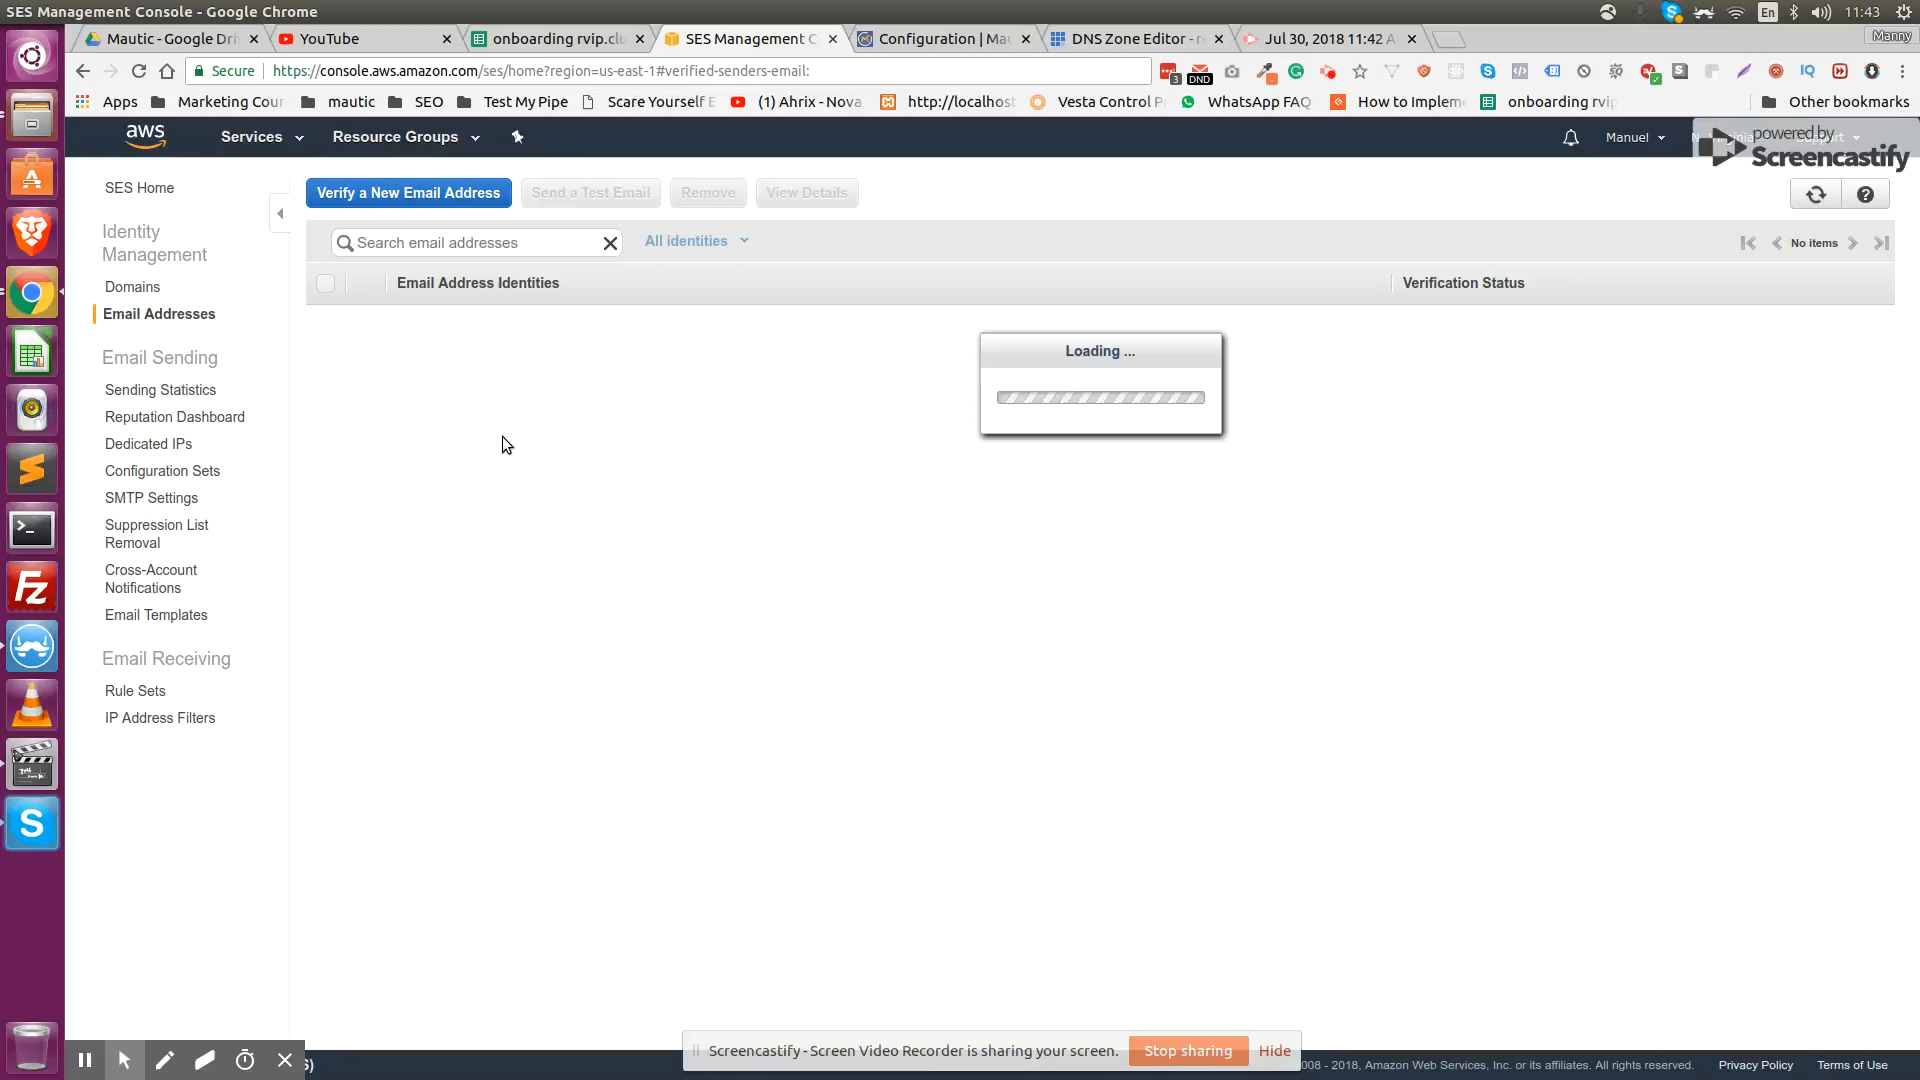 SES Management Console - Google Chrome
En
11:43
Manny
Mautic - Google Dri
YouTube
onboarding rvip.clu
SES Management C
Configuration | Mau
DNS Zone Editor - r
Jul 30, 2018 11:42 A
Secure
https://console.aws.amazon.com/ses/home?region=us-east-1#verified-senders-email:
3
DND
IQ
Apps
Marketing Cour
mautic
SEO
Test My Pipe
Scare Yourself E
(1) Ahrix - Nova
http://localhost
Vesta Control P
WhatsApp FAQ
How to Implem
onboarding rvip
Other bookmarks
aws
Services
Resource Groups
Manuel
powered by
Screencastify
SES Home
Verify a New Email Address
Send a Test Email
Remove
View Details
Identity Management
Search email addresses
All identities
No items
Email Address Identities
Verification Status
Domains
Email Addresses
Loading ...
Email Sending
Sending Statistics
Reputation Dashboard
Dedicated IPs
Configuration Sets
SMTP Settings
Suppression List
Removal
Cross-Account
Notifications
Email Templates
Email Receiving
Rule Sets
IP Address Filters
Screencastify - Screen Video Recorder is sharing your screen.
Stop sharing
Hide
008 - 2018, Amazon Web Services, Inc. or its affiliates. All rights reserved.
Privacy Policy
Terms of Use